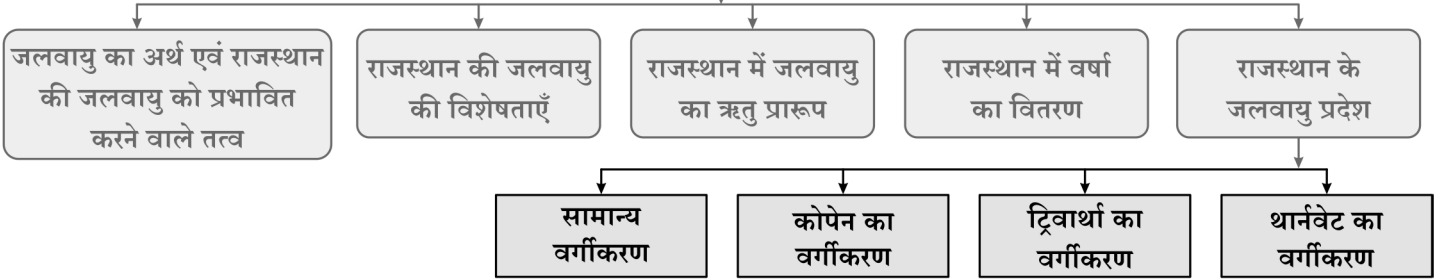 जलवायु का अर्थ एवं राजस्थान
की जलवायु को प्रभावित
करने वाले तत्व
राजस्थान की जलवायु
की विशेषताएँ
राजस्थान में जलवायु
का ऋतु प्रारूप
राजस्थान में वर्षा
का वितरण
राजस्थान के
जलवायु प्रदेश
सामान्य
वर्गीकरण
कोपेन का
वर्गीकरण
ट्रिवार्था का
वर्गीकरण
थार्नवेट का
वर्गीकरण